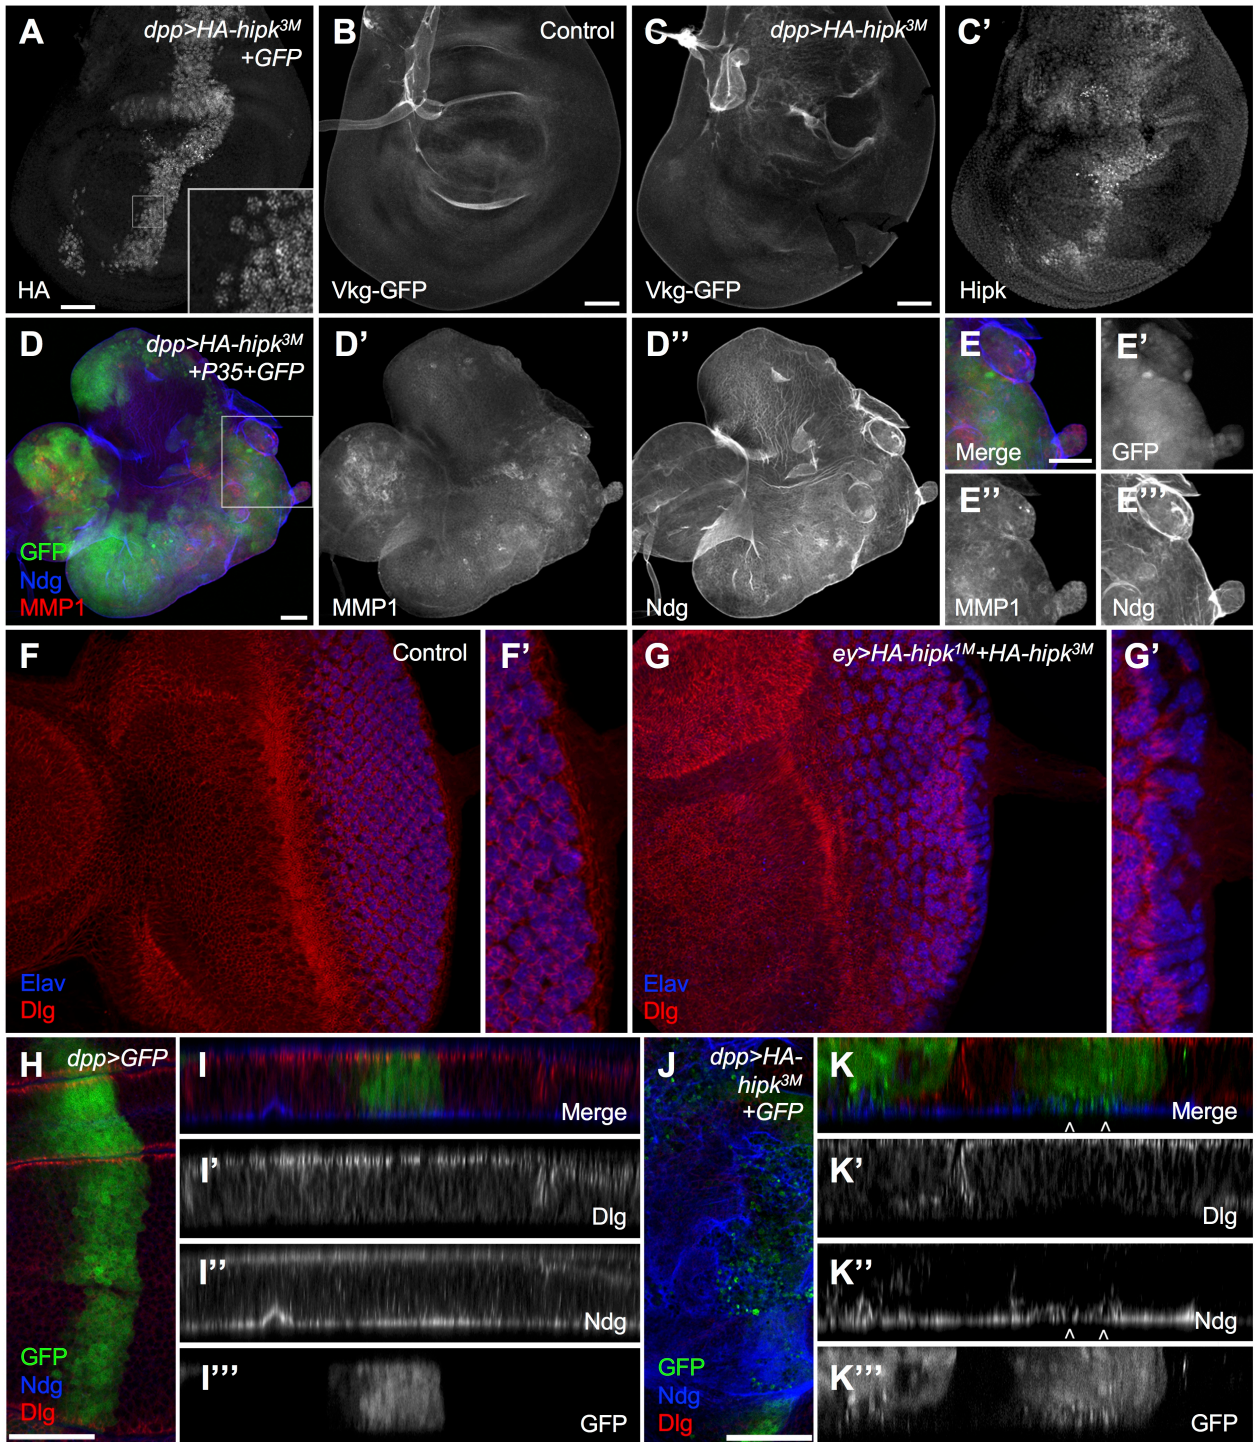 A
dpp>HA-hipk3M
+GFP
HA
B
Control
Vkg-GFP
C
dpp>HA-hipk3M
Vkg-GFP
C’
Hipk
D
dpp>HA-hipk3M
+P35+GFP
GFP
Ndg
MMP1
D’
MMP1
D’’
Ndg
E
Merge
E’
GFP
E’’
MMP1
E’’’
Ndg
F
Control
Elav
Dlg
F’
G
ey>HA-hipk1M+HA-hipk3M
Elav
Dlg
G’
H
dpp>GFP
GFP
Ndg
Dlg
I
Merge
I’
Dlg
I’’
Ndg
I’’’
GFP
J
dpp>HA-
hipk3M
+GFP
GFP
Ndg
Dlg
K
Merge
^ ^
K’
Dlg
K’’
Ndg
^ ^
K’’’
GFP